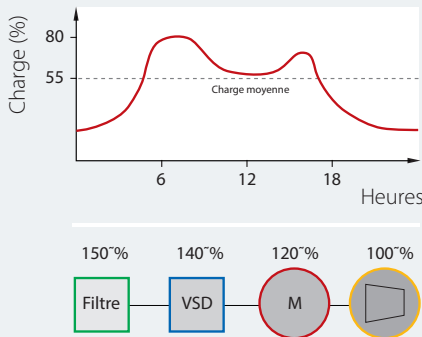 Charge (%)
80
55
Charge moyenne
6
12
18
Heures
150~%
140~%
120~%
100~%
Filtre
VSD
M